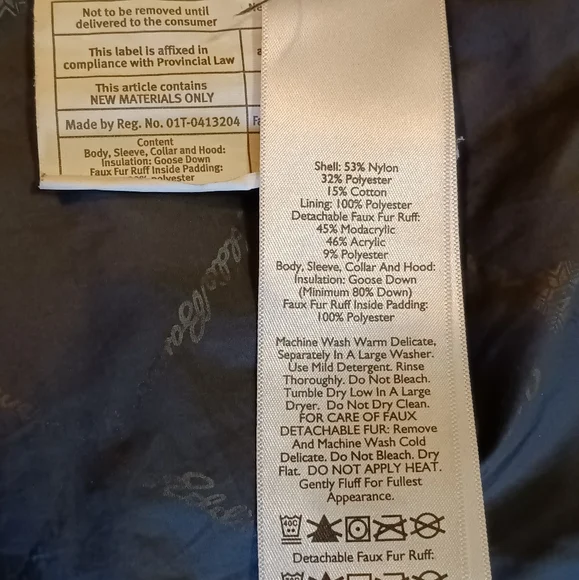 Not to be removed until
delivered to the consumer
This label is affixed in
compliance with Provincial Law
This article contains
NEW MATERIALS ONLY
Made by Reg. No. 01T-0413204
Content
Body, Sleeve, Collar and Hood:
Insulation: Goose Down
Faux Fur Ruff Inside Padding:
Shell: 53% Nylon
32% Polyester
15% Cotton
Lining: 100% Polyester
Detachable Faux Fur Ruff:
45% Modacrylic
46% Acrylic
9% Polyester
Body, Sleeve, Collar And Hood:
Insulation: Goose Down
(Minimum 80% Down)
Faux Fur Ruff Inside Padding:
100% Polyester
Machine Wash Warm Delicate,
Separately In A Large Washer.
Use Mild Detergent. Rinse
Thoroughly. Do Not Bleach.
Tumble Dry Low In A Large
Dryer. Do Not Dry Clean.
FOR CARE OF FAUX
DETACHABLE FUR: Remove
And Machine Wash Cold
Delicate. Do Not Bleach. Dry
Flat. DO NOT APPLY HEAT.
Gently Fluff For Fullest
Appearance.
40C
Detachable Faux Fur Ruff: